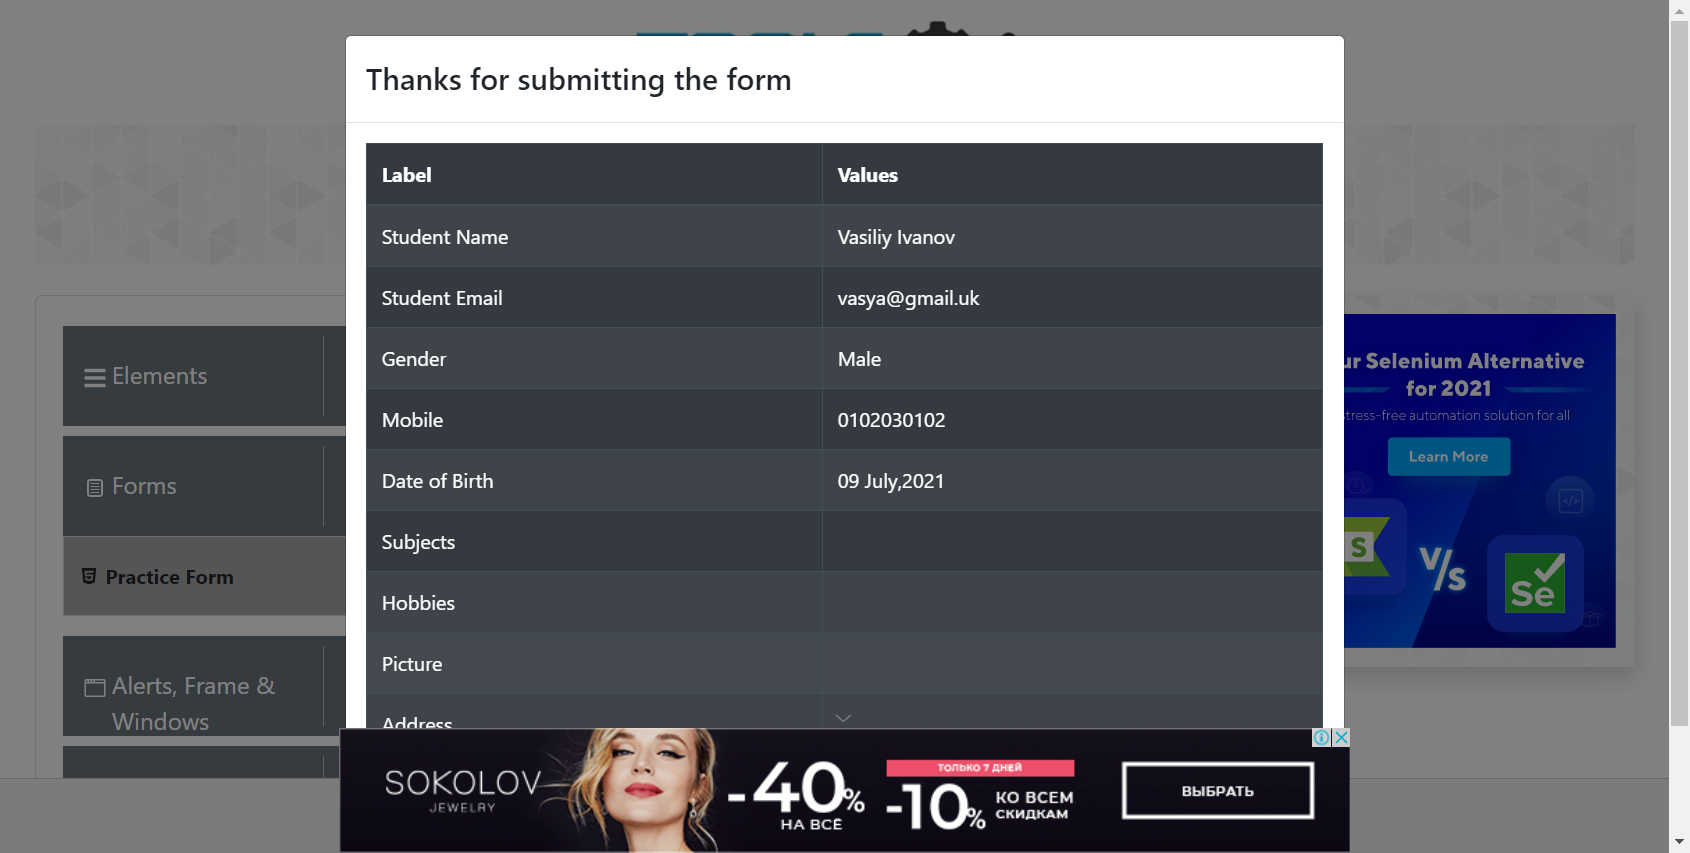 Thanks for submitting the form
Label Values
Student Name Vasiliy Ivanov
Student Email vasya@gmail.uk
Gender Male
Mobile 0102030102
Date of Birth 09 July,2021
Subjects
Hobbies
Picture
Address
Elements
Forms
Practice Form
Alerts, Frame &
Windows
ur Selenium Alternative
for 2021
stress-free automation solution for all
Learn More
S
V/S
Se
SOKOLOV
JEWELRY
-40%
НА ВСЁ
ТОЛЬКО 7 ДНЕЙ
-10%
КО ВСЕМ
СКИДКАМ
ВЫБРАТЬ